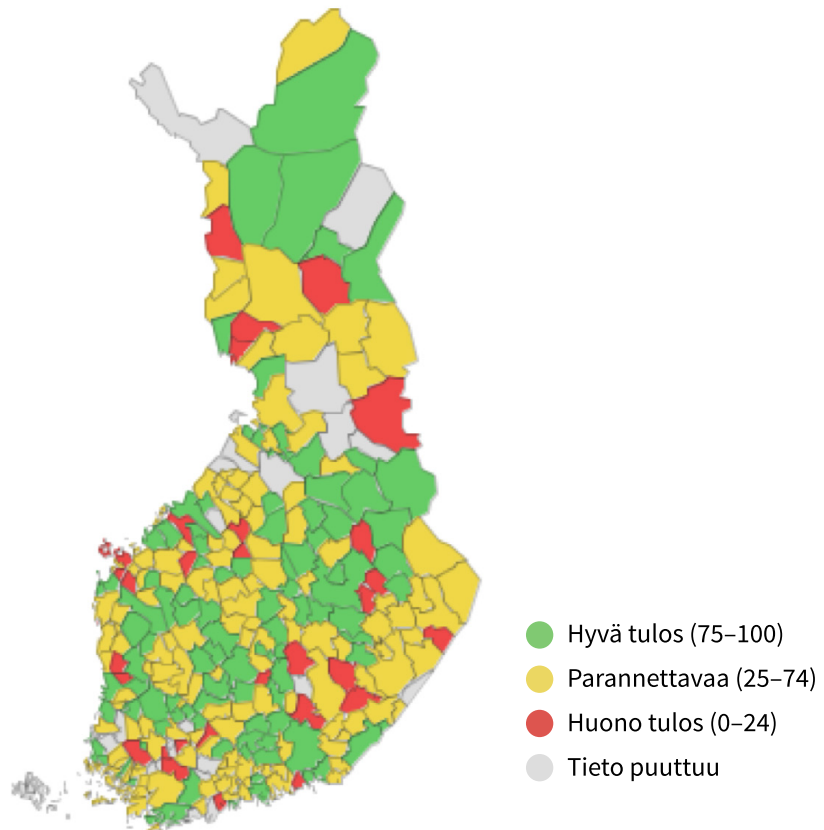 Hyvä tulos (75–100)
Parannettavaa (25–74)
Huono tulos (0–24)
Tieto puuttuu